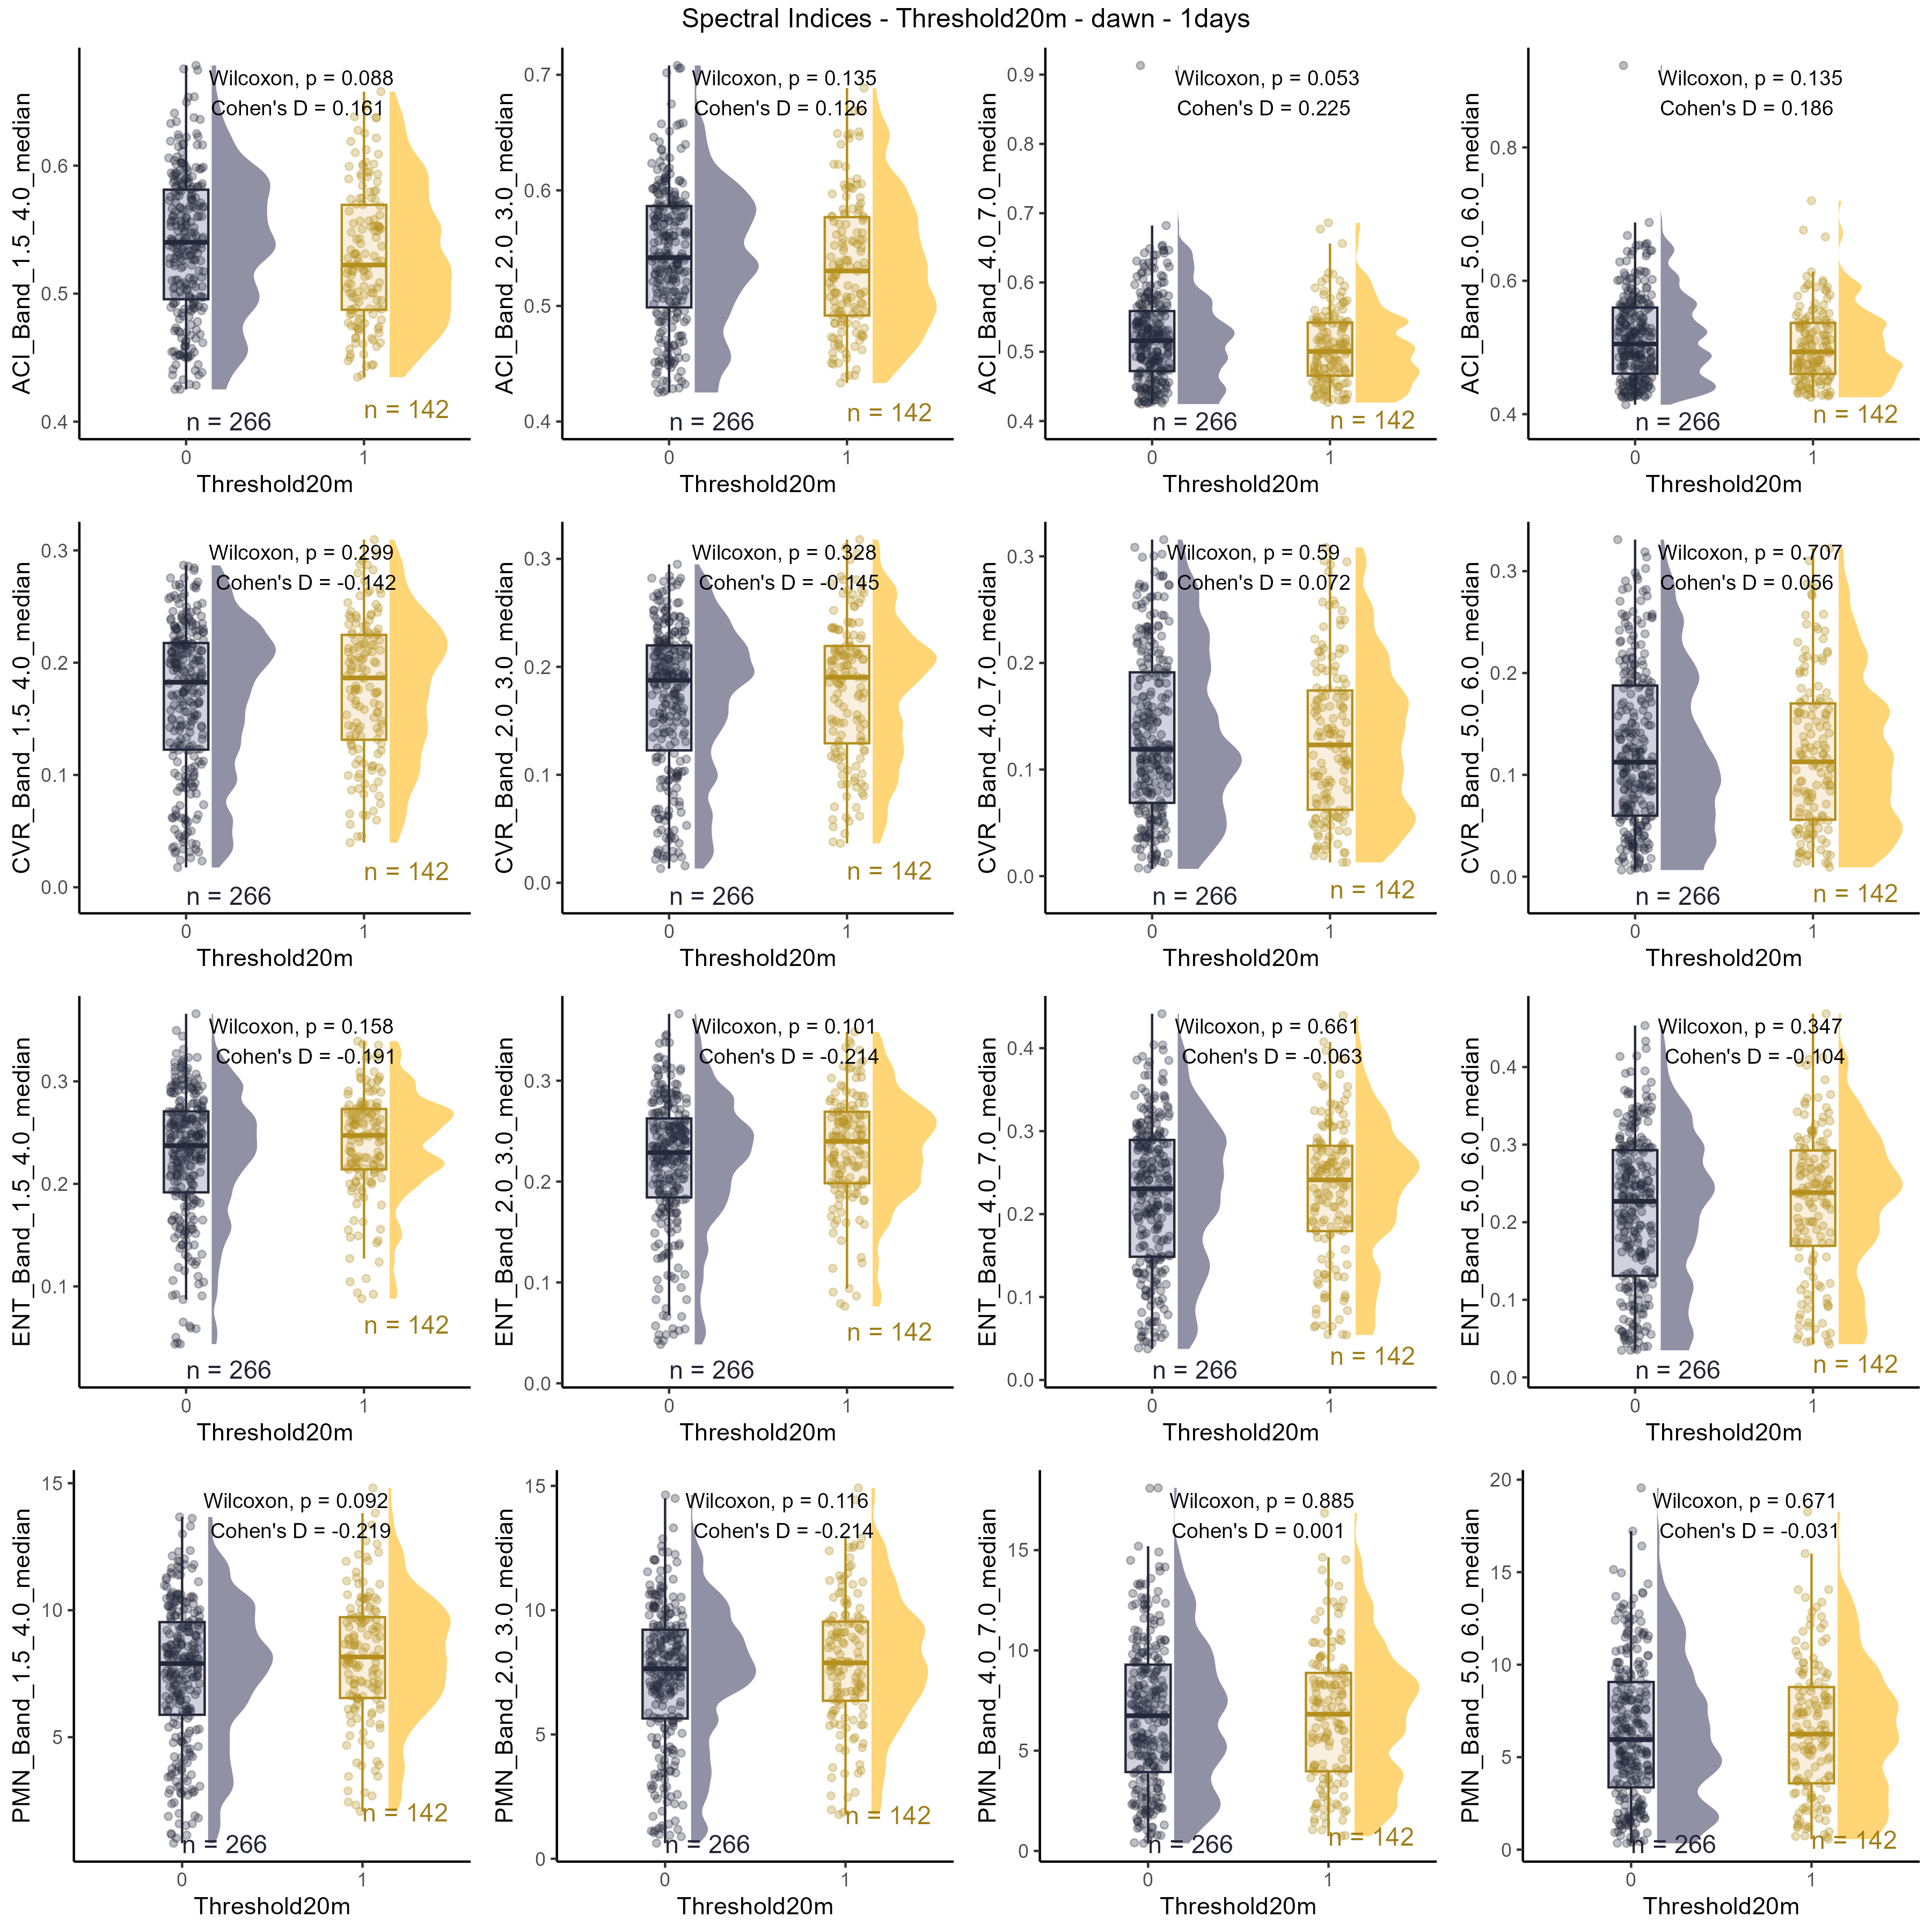 Spectral Indices - Threshold20m - dawn - 1days
ACI_Band_1.5_4.0_median
0.6
0.5
0.4
Wilcoxon, p = 0.088
Cohen's D = 0.161
n = 266
n = 142
0
1
Threshold20m
ACI_Band_2.0_3.0_median
0.7
0.6
0.5
0.4
Wilcoxon, p = 0.135
Cohen's D = 0.126
n = 266
n = 142
0
1
Threshold20m
ACI_Band_4.0_7.0_median
0.9
0.8
0.7
0.6
0.5
0.4
Wilcoxon, p = 0.053
Cohen's D = 0.225
n = 266
n = 142
0
1
Threshold20m
ACI_Band_5.0_6.0_median
0.8
0.6
0.4
Wilcoxon, p = 0.135
Cohen's D = 0.186
n = 266
n = 142
0
1
Threshold20m
CVR_Band_1.5_4.0_median
0.3
0.2
0.1
0.0
Wilcoxon, p = 0.299
Cohen's D = -0.142
n = 266
n = 142
0
1
Threshold20m
CVR_Band_2.0_3.0_median
0.3
0.2
0.1
0.0
Wilcoxon, p = 0.328
Cohen's D = -0.145
n = 266
n = 142
0
1
Threshold20m
CVR_Band_4.0_7.0_median
0.3
0.2
0.1
0.0
Wilcoxon, p = 0.59
Cohen's D = 0.072
n = 266
n = 142
0
1
Threshold20m
CVR_Band_5.0_6.0_median
0.3
0.2
0.1
0.0
Wilcoxon, p = 0.707
Cohen's D = 0.056
n = 266
n = 142
0
1
Threshold20m
ENT_Band_1.5_4.0_median
0.3
0.2
0.1
Wilcoxon, p = 0.158
Cohen's D = -0.191
n = 266
n = 142
0
1
Threshold20m
ENT_Band_2.0_3.0_median
0.3
0.2
0.1
0.0
Wilcoxon, p = 0.101
Cohen's D = -0.214
n = 266
n = 142
0
1
Threshold20m
ENT_Band_4.0_7.0_median
0.4
0.3
0.2
0.1
0.0
Wilcoxon, p = 0.661
Cohen's D = -0.063
n = 266
n = 142
0
1
Threshold20m
ENT_Band_5.0_6.0_median
0.4
0.3
0.2
0.1
0.0
Wilcoxon, p = 0.347
Cohen's D = -0.104
n = 266
n = 142
0
1
Threshold20m
PMN_Band_1.5_4.0_median
15
10
5
Wilcoxon, p = 0.092
Cohen's D = -0.219
n = 266
n = 142
0
1
Threshold20m
PMN_Band_2.0_3.0_median
15
10
5
0
Wilcoxon, p = 0.116
Cohen's D = -0.214
n = 266
n = 142
0
1
Threshold20m
PMN_Band_4.0_7.0_median
15
10
5
0
Wilcoxon, p = 0.885
Cohen's D = 0.001
n = 266
n = 142
0
1
Threshold20m
PMN_Band_5.0_6.0_median
20
15
10
5
0
Wilcoxon, p = 0.671
Cohen's D = -0.031
n = 266
n = 142
0
1
Threshold20m